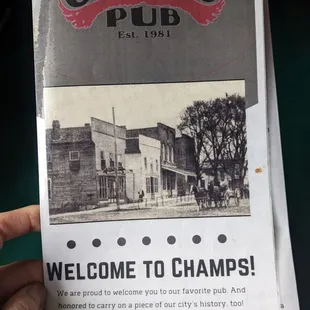 PUB
Est. 1981
WELCOME TO CHAMPS!
We are proud to welcome you to our favorite pub. And
honored to carry on a piece of our city's history, too!